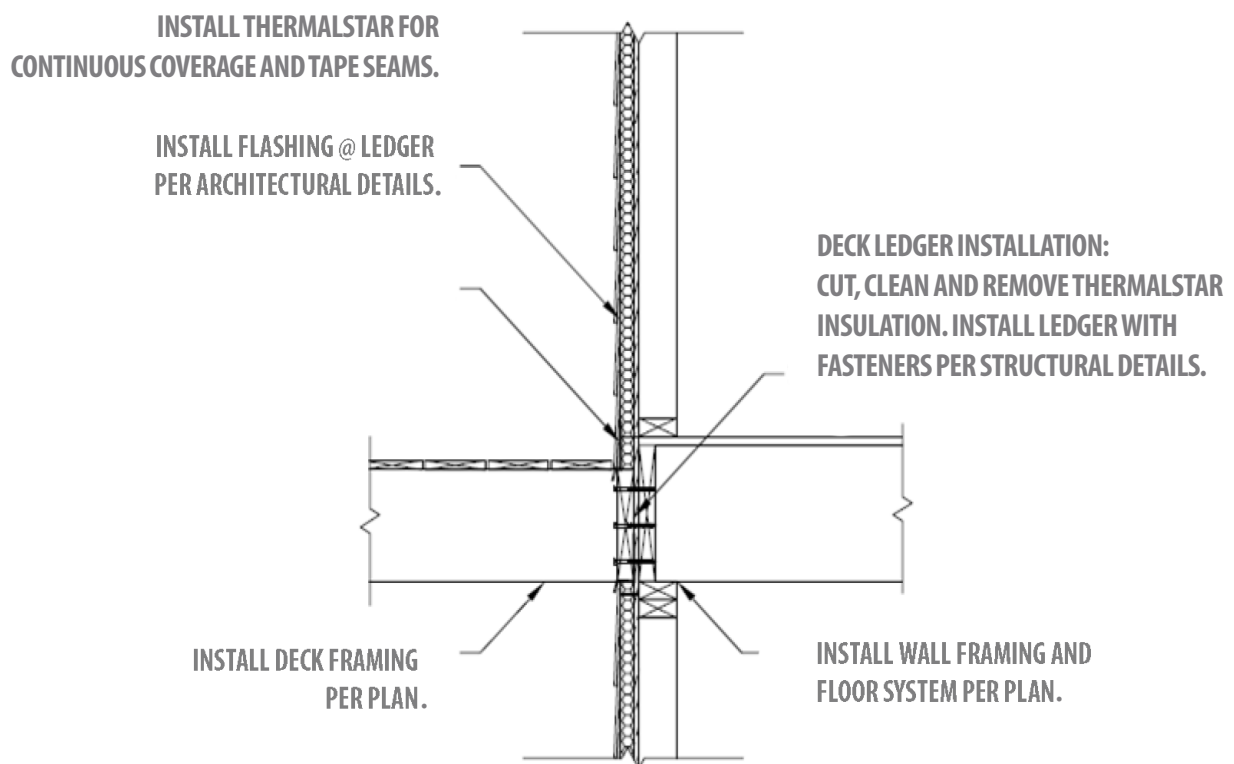 INSTALL THERMALSTAR FOR
CONTINUOUS COVERAGE AND TAPE SEAMS.
INSTALL FLASHING @ LEDGER
PER ARCHITECTURAL DETAILS.
DECK LEDGER INSTALLATION:
CUT, CLEAN AND REMOVE THERMALSTAR
INSULATION. INSTALL LEDGER WITH
FASTENERS PER STRUCTURAL DETAILS.
INSTALL DECK FRAMING
PER PLAN.
INSTALL WALL FRAMING AND
FLOOR SYSTEM PER PLAN.